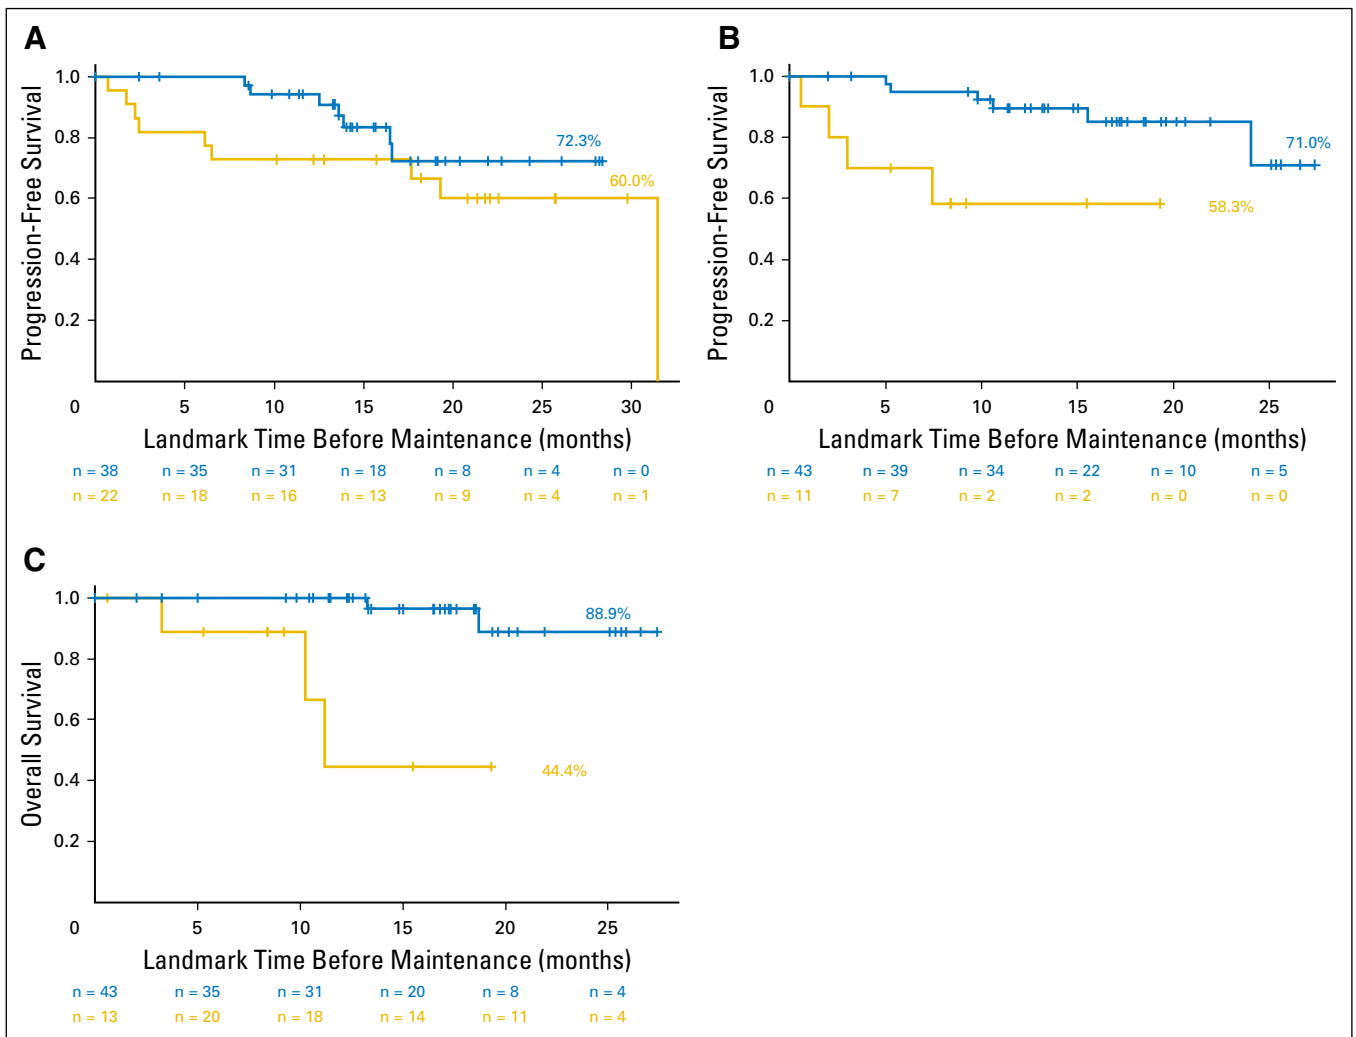 A
Progression-Free Survival
1.0
0.8
0.6
0.4
0.2
72.3%
60.0%
0 5 10 15 20 25 30
Landmark Time Before Maintenance (months)
n = 38 n = 35 n = 31 n = 18 n = 8 n = 4 n = 0
n = 22 n = 18 n = 16 n = 13 n = 9 n = 4 n = 1
B
Progression-Free Survival
1.0
0.8
0.6
0.4
0.2
71.0%
58.3%
0 5 10 15 20 25
Landmark Time Before Maintenance (months)
n = 43 n = 39 n = 34 n = 22 n = 10 n = 5
n = 11 n = 7 n = 2 n = 2 n = 0 n = 0
C
Overall Survival
1.0
0.8
0.6
0.4
0.2
88.9%
44.4%
0 5 10 15 20 25
Landmark Time Before Maintenance (months)
n = 43 n = 35 n = 31 n = 20 n = 8 n = 4
n = 13 n = 20 n = 18 n = 14 n = 11 n = 4